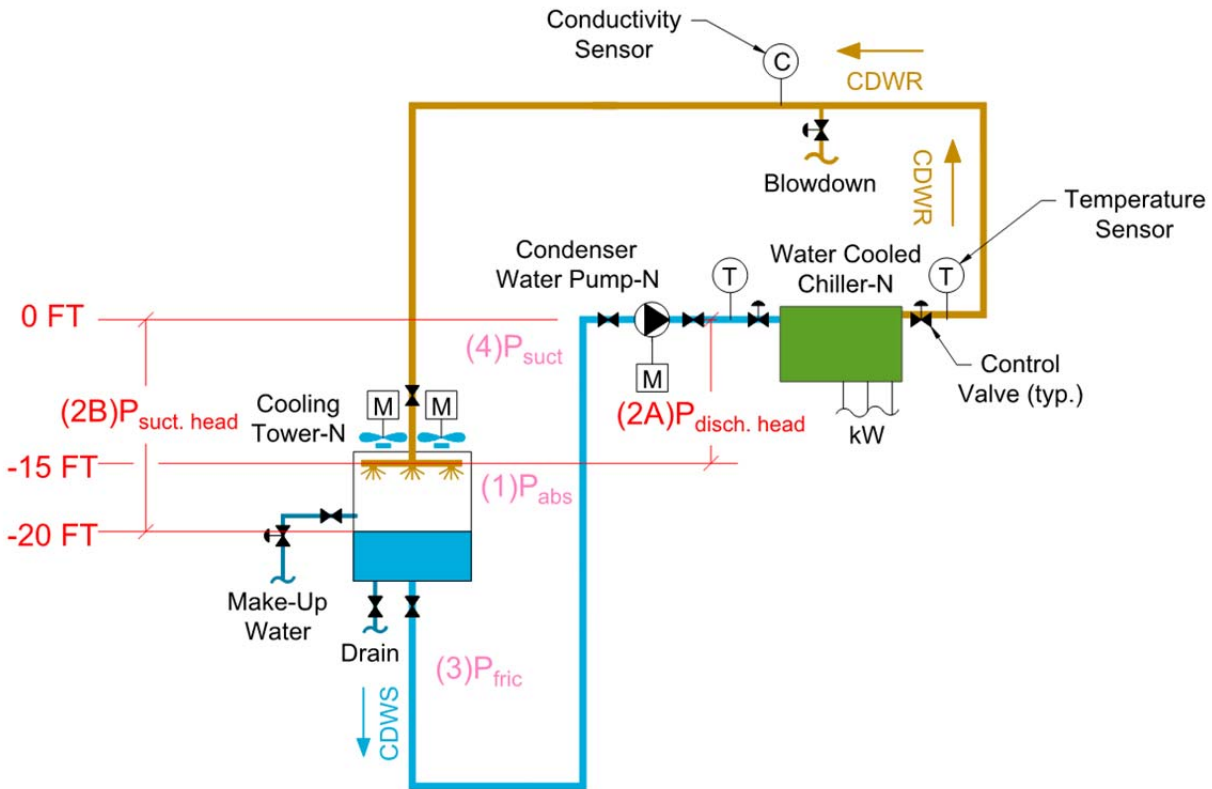 Conductivity
Sensor
C
CDWR
Blowdown
CDWR
Temperature
Sensor
Condenser
Water Pump-N
T
Water Cooled
Chiller-N
T
0 FT
(4)P_suct
M
Control
Valve (typ.)
(2B)P_suct. head
Cooling
Tower-N
M
M
(2A)P_disch. head
kW
-15 FT
(1)P_abs
-20 FT
Make-Up
Water
Drain
(3)P_fric
CDWS